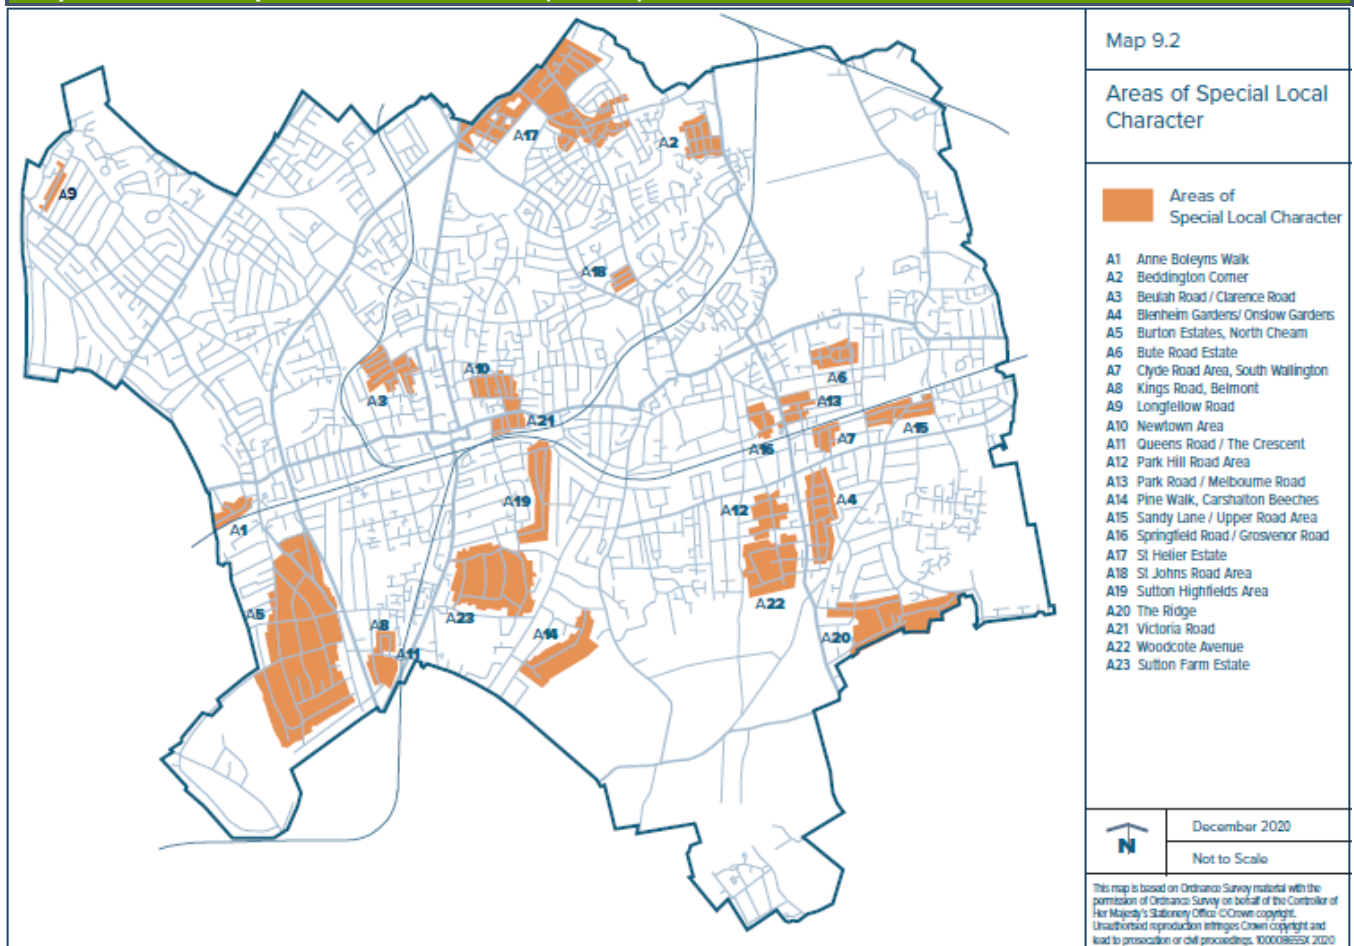 Map 9.2
Areas of Special Local
Character
Areas of
Special Local Character
A1 Anne Boleyns Walk
A2 Beddington Corner
A3 Beulah Road / Clarence Road
A4 Blenheim Gardens/ Onslow Gardens
A5 Burton Estates, North Cheam
A6 Bute Road Estate
A7 Clyde Road Area, South Wallington
A8 Kings Road, Belmont
A9 Longfellow Road
A10 Newtown Area
A11 Queens Road / The Crescent
A12 Park Hill Road Area
A13 Park Road / Melbourne Road
A14 Pine Walk, Carshalton Beeches
A15 Sandy Lane / Upper Road Area
A16 Springfield Road / Grosvenor Road
A17 St Helier Estate
A18 St Johns Road Area
A19 Sutton Highfields Area
A20 The Ridge
A21 Victoria Road
A22 Woodcote Avenue
A23 Sutton Farm Estate
N
December 2020
Not to Scale
This map is based on Ordnance Survey material with the
permission of Ordnance Survey on behalf of the Controller of
Her Majesty's Stationery Office ©Crown copyright.
Unauthorised reproduction infringes Crown copyright and
lead to prosecution or civil proceedings. 100008655X 2020
A17
A2
A9
A18
A6
A10
A3
A13
A21
A15
A7
A16
A19
A4
A12
A1
A22
A5
A23
A8
A14
A20
A11